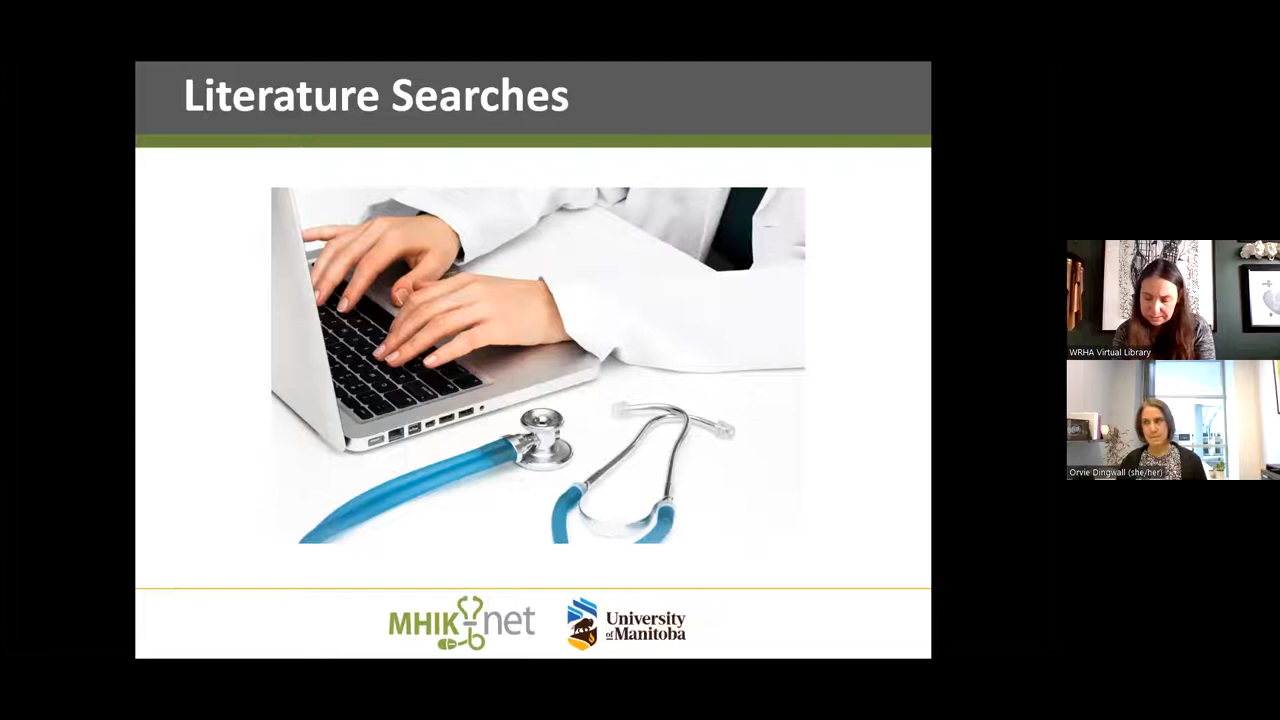 Literature Searches
WRHA Virtual Library
Orvie Dingwall (she/her)
MHIK-net
University
of Manitoba